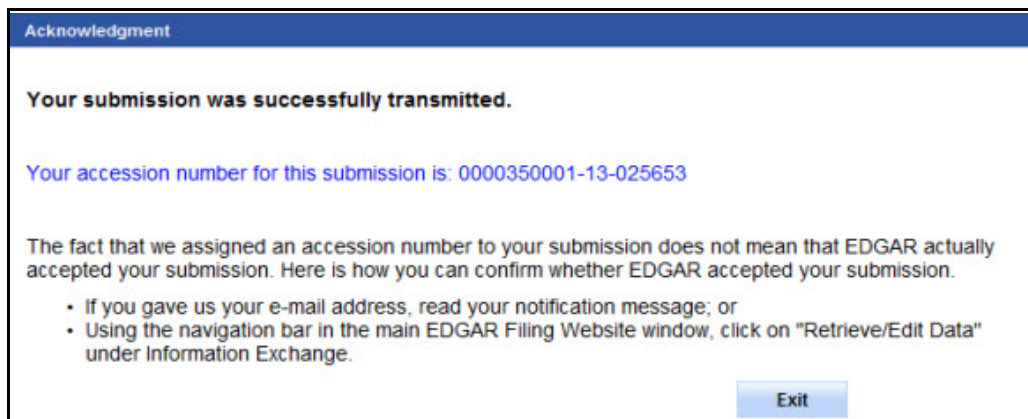 Acknowledgment
Your submission was successfully transmitted.
Your accession number for this submission is: 0000350001-13-025653
The fact that we assigned an accession number to your submission does not mean that EDGAR actually
accepted your submission. Here is how you can confirm whether EDGAR accepted your submission.
• If you gave us your e-mail address, read your notification message; or
• Using the navigation bar in the main EDGAR Filing Website window, click on "Retrieve/Edit Data"
under Information Exchange.
Exit